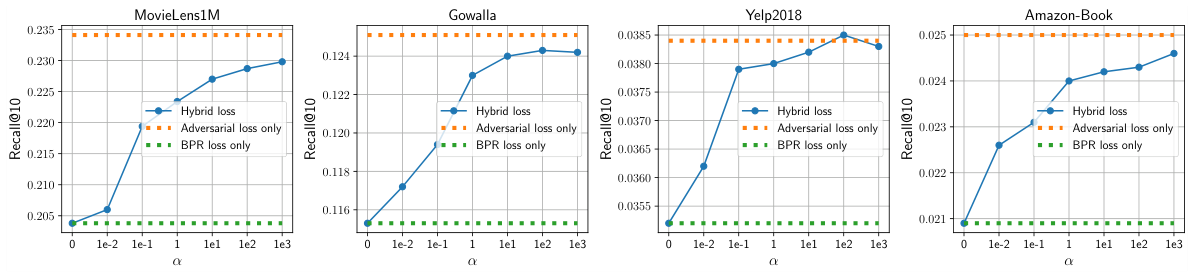 MovieLens1M
Recall@10
0.235
0.230
0.225
0.220
0.215
0.210
0.205
Hybrid loss
Adversarial loss only
BPR loss only
0 1e-2 1e-1 1 1e1 1e2 1e3
α
Gowalla
Recall@10
0.124
0.122
0.120
0.118
0.116
Hybrid loss
Adversarial loss only
BPR loss only
0 1e-2 1e-1 1 1e1 1e2 1e3
α
Yelp2018
Recall@10
0.0385
0.0380
0.0375
0.0370
0.0365
0.0360
0.0355
Hybrid loss
Adversarial loss only
BPR loss only
0 1e-2 1e-1 1 1e1 1e2 1e3
α
Amazon-Book
Recall@10
0.025
0.024
0.023
0.022
0.021
Hybrid loss
Adversarial loss only
BPR loss only
0 1e-2 1e-1 1 1e1 1e2 1e3
α